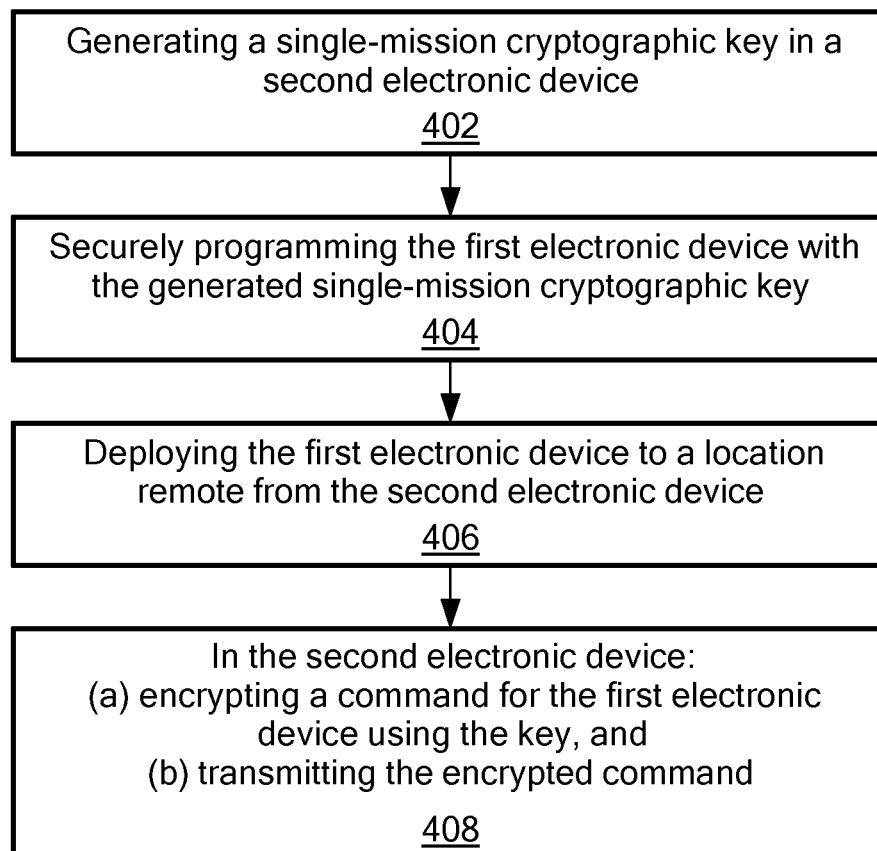 Generating a single-mission cryptographic key in a
second electronic device
402
Securely programming the first electronic device with
the generated single-mission cryptographic key
404
Deploying the first electronic device to a location
remote from the second electronic device
406
In the second electronic device:
(a) encrypting a command for the first electronic
device using the key, and
(b) transmitting the encrypted command
408